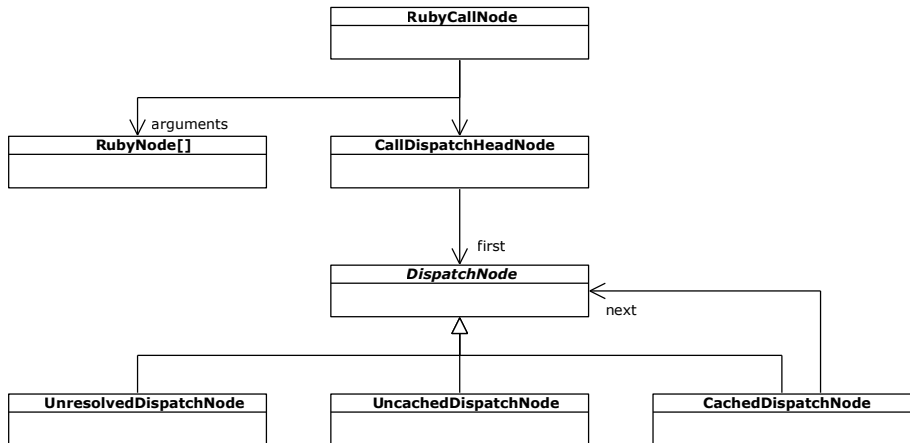 RubyCallNode
arguments
RubyNode[]
CallDispatchHeadNode
first
DispatchNode
next
UnresolvedDispatchNode
UncachedDispatchNode
CachedDispatchNode